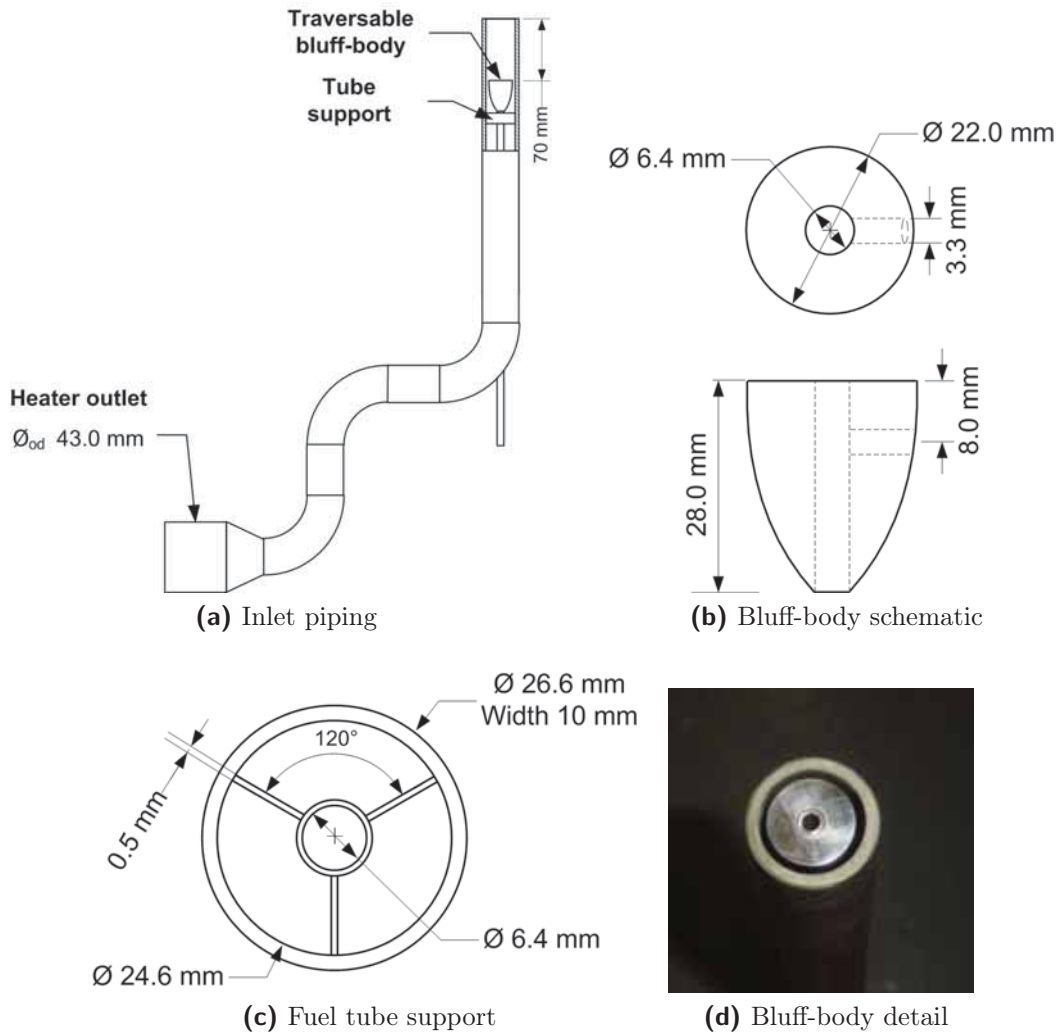 Traversable
bluff-body
Tube
support
70 mm
Heater outlet
Øod 43.0 mm
(a) Inlet piping
Ø 22.0 mm
Ø 6.4 mm
3.3 mm
28.0 mm
8.0 mm
(b) Bluff-body schematic
Ø 26.6 mm
Width 10 mm
120°
0.5 mm
Ø 6.4 mm
Ø 24.6 mm
(c) Fuel tube support
(d) Bluff-body detail